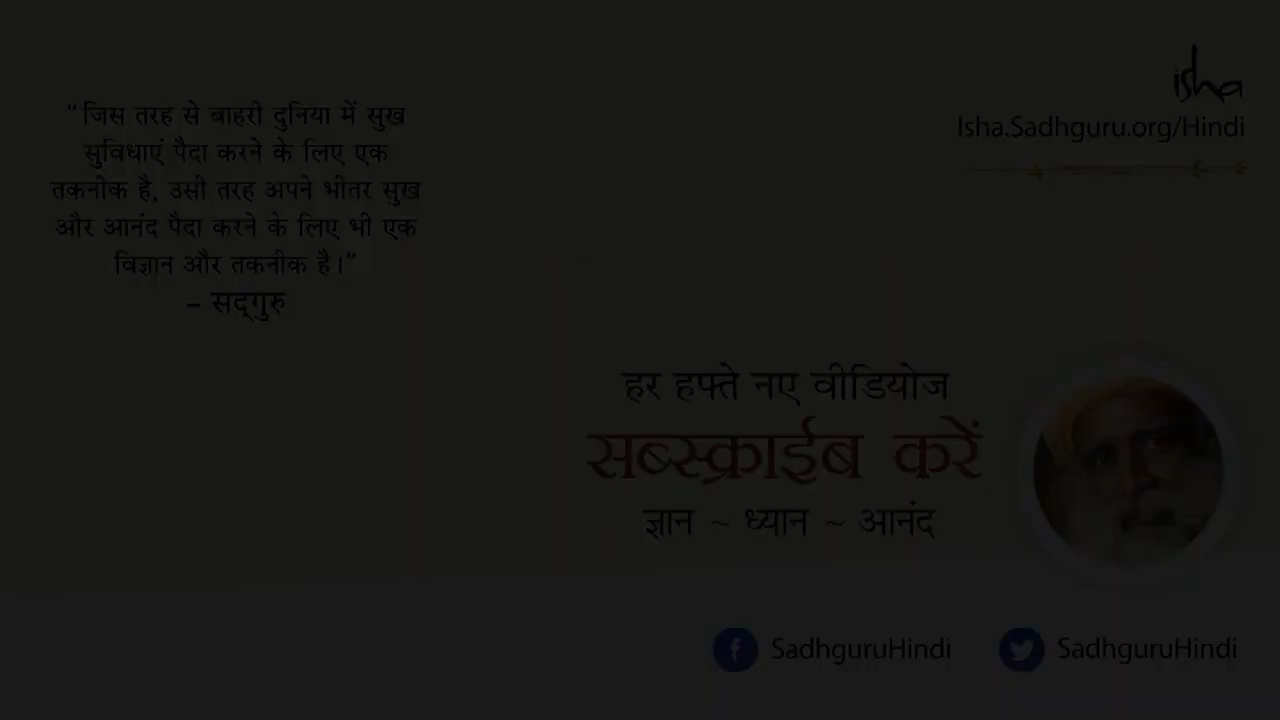 “जिस तरह से बाहरी दुनिया में सुख
सुविधाएं पैदा करने के लिए एक
तकनीक है, उसी तरह अपने भीतर सुख
और आनंद पैदा करने के लिए भी एक
विज्ञान और तकनीक है।”
– सद्गुरु
isha
Isha.Sadhguru.org/Hindi
हर हफ्ते नए वीडियोज
सब्स्क्राईब करें
ज्ञान ~ ध्यान ~ आनंद
SadhguruHindi
SadhguruHindi